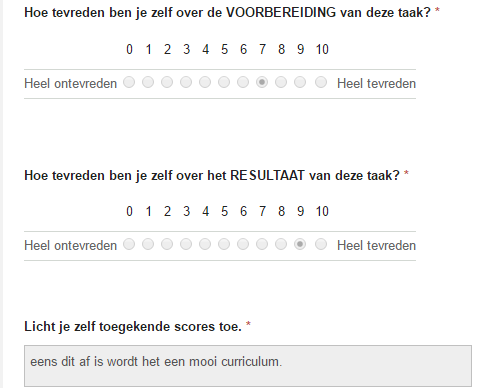 Hoe tevreden ben je zelf over de VOORBEREIDING van deze taak? *
0 1 2 3 4 5 6 7 8 9 10
Heel ontevreden Heel tevreden
Hoe tevreden ben je zelf over het RESULTAAT van deze taak? *
0 1 2 3 4 5 6 7 8 9 10
Heel ontevreden Heel tevreden
Licht je zelf toegekende scores toe. *
eens dit af is wordt het een mooi curriculum.